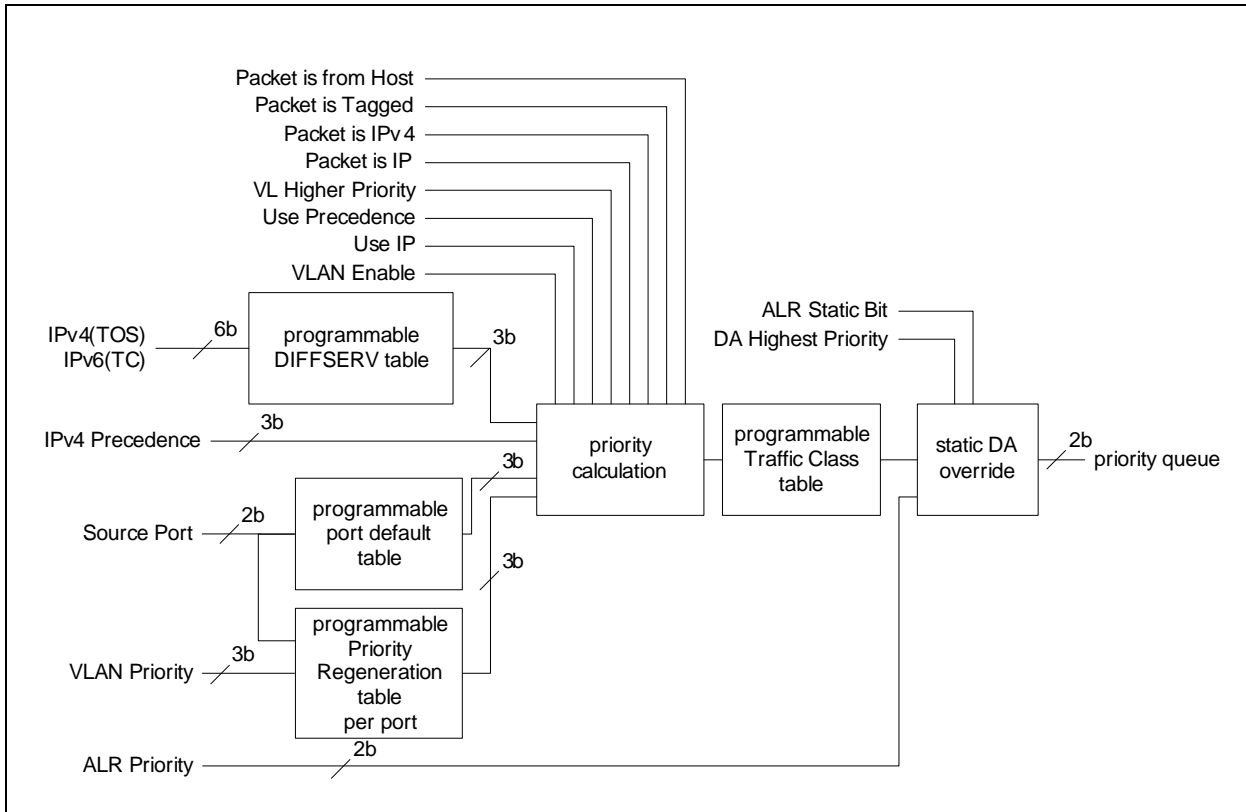 Packet is from Host
Packet is Tagged
Packet is IPv4
Packet is IP
VL Higher Priority
Use Precedence
Use IP
VLAN Enable
IPv4(TOS)
IPv6(TC)
6b
programmable
DIFFSERV table
3b
ALR Static Bit
DA Highest Priority
IPv4 Precedence
3b
priority
calculation
programmable
Traffic Class
table
static DA
override
2b
priority queue
Source Port
2b
programmable
port default
table
3b
VLAN Priority
3b
programmable
Priority
Regeneration
table
per port
3b
ALR Priority
2b